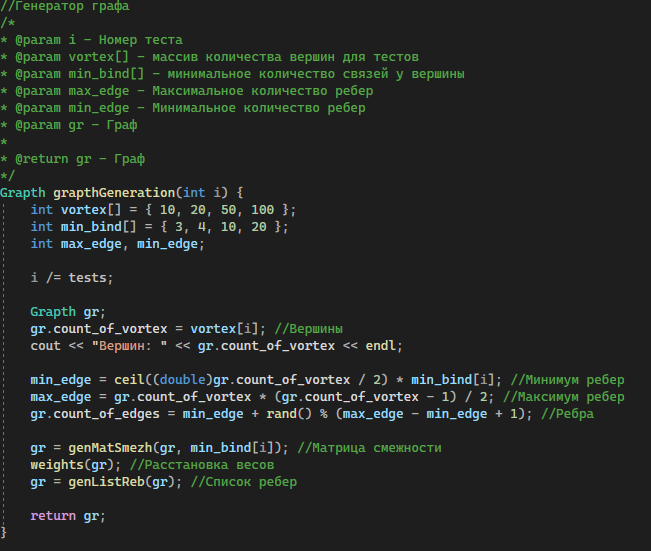 //Генератор графа
/*
* @param i - Номер теста
* @param vortex[] - массив количества вершин для тестов
* @param min_bind[] - минимальное количество связей у вершины
* @param max_edge - Максимальное количество ребер
* @param min_edge - Минимальное количество ребер
* @param gr - Граф
*
* @return gr - Граф
*/
Grapth grapthGeneration(int i) {
int vortex[] = { 10, 20, 50, 100 };
int min_bind[] = { 3, 4, 10, 20 };
int max_edge, min_edge;
i /= tests;
Grapth gr;
gr.count_of_vortex = vortex[i]; //Вершины
cout << "Вершин: " << gr.count_of_vortex << endl;
min_edge = ceil((double)gr.count_of_vortex / 2) * min_bind[i]; //Минимум ребер
max_edge = gr.count_of_vortex * (gr.count_of_vortex - 1) / 2; //Максимум ребер
gr.count_of_edges = min_edge + rand() % (max_edge - min_edge + 1); //Ребра
gr = genMatSmezh(gr, min_bind[i]); //Матрица смежности
weights(gr); //Расстановка весов
gr = genListReb(gr); //Список ребер
return gr;
}